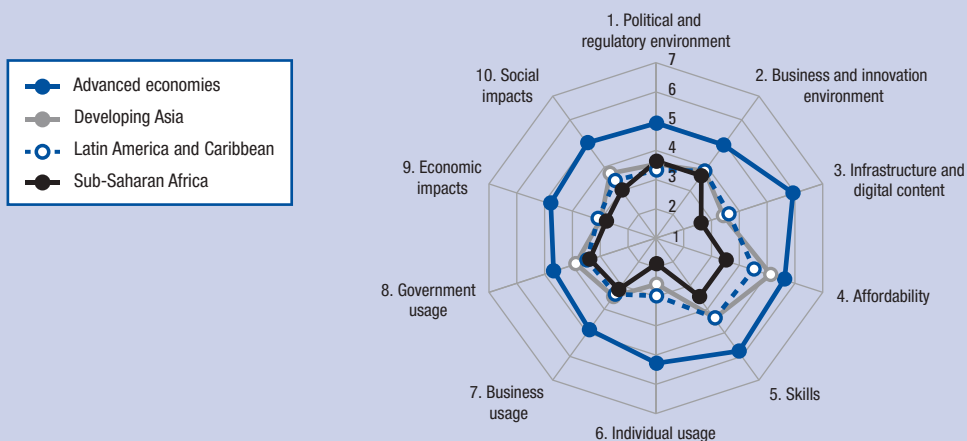 Advanced economies
Developing Asia
Latin America and Caribbean
Sub-Saharan Africa
1. Political and
regulatory environment
2. Business and innovation
environment
3. Infrastructure and
digital content
4. Affordability
5. Skills
6. Individual usage
7. Business
usage
8. Government
usage
9. Economic
impacts
10. Social
impacts
7
6
5
4
3
2
1